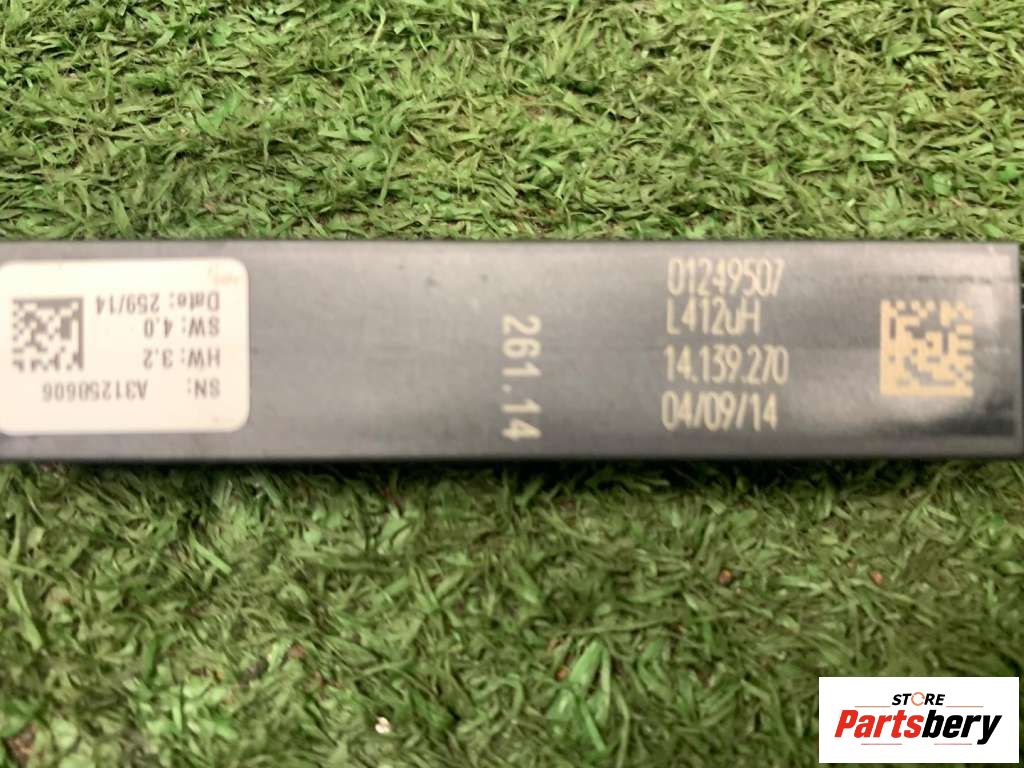 SN:
A31250606
HW: 3.2
SW: 4.0
Date: 259/14
261.14
01249507
L412uH
14.139.270
04/09/14
STORE
Partsbery